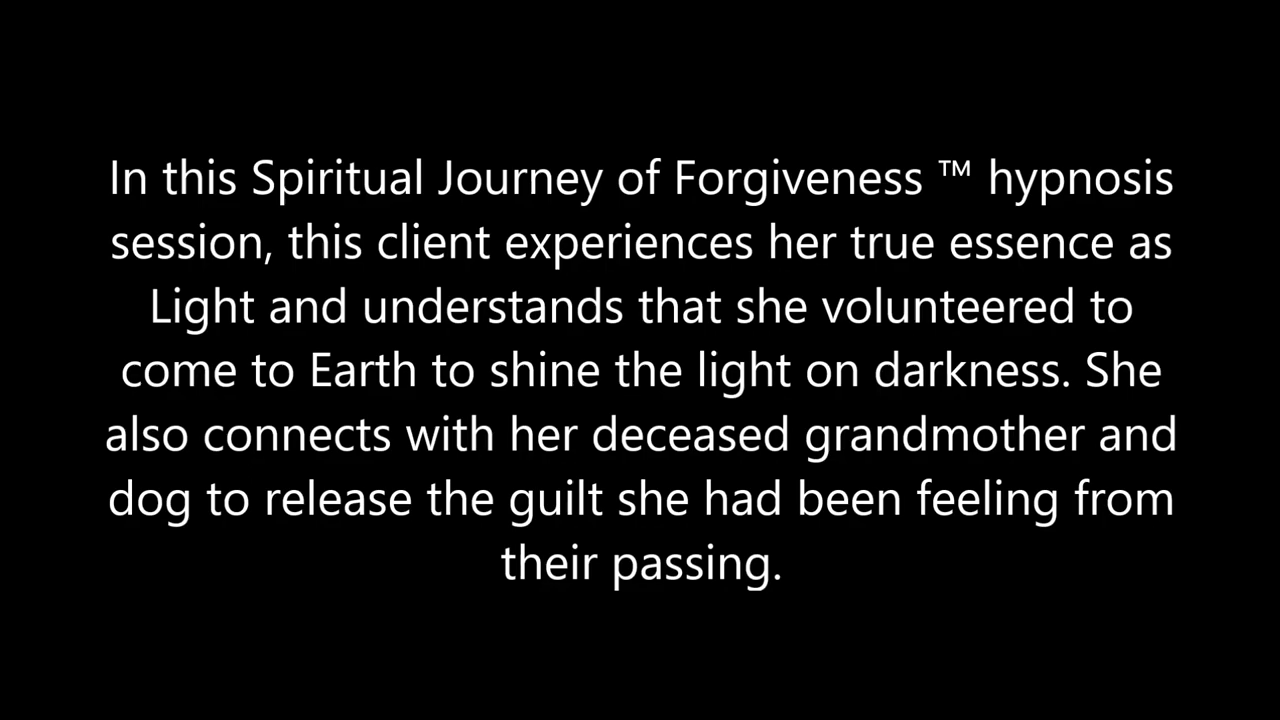 In this Spiritual Journey of Forgiveness ™ hypnosis
session, this client experiences her true essence as
Light and understands that she volunteered to
come to Earth to shine the light on darkness. She
also connects with her deceased grandmother and
dog to release the guilt she had been feeling from
their passing.